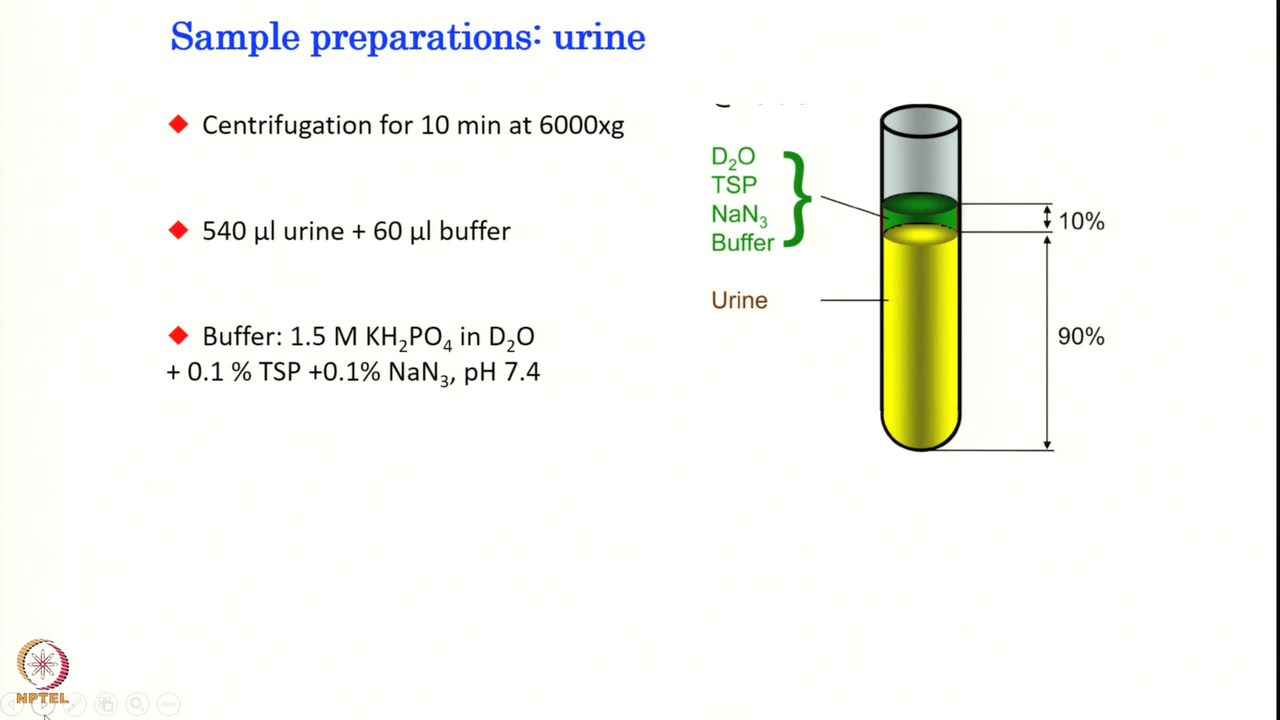 Sample preparations: urine
Centrifugation for 10 min at 6000xg
540 µl urine + 60 µl buffer
Buffer: 1.5 M KH₂PO₄ in D₂O
+ 0.1 % TSP +0.1% NaN₃, pH 7.4
D₂O
TSP
NaN₃
Buffer
Urine
10%
90%
NPTEL